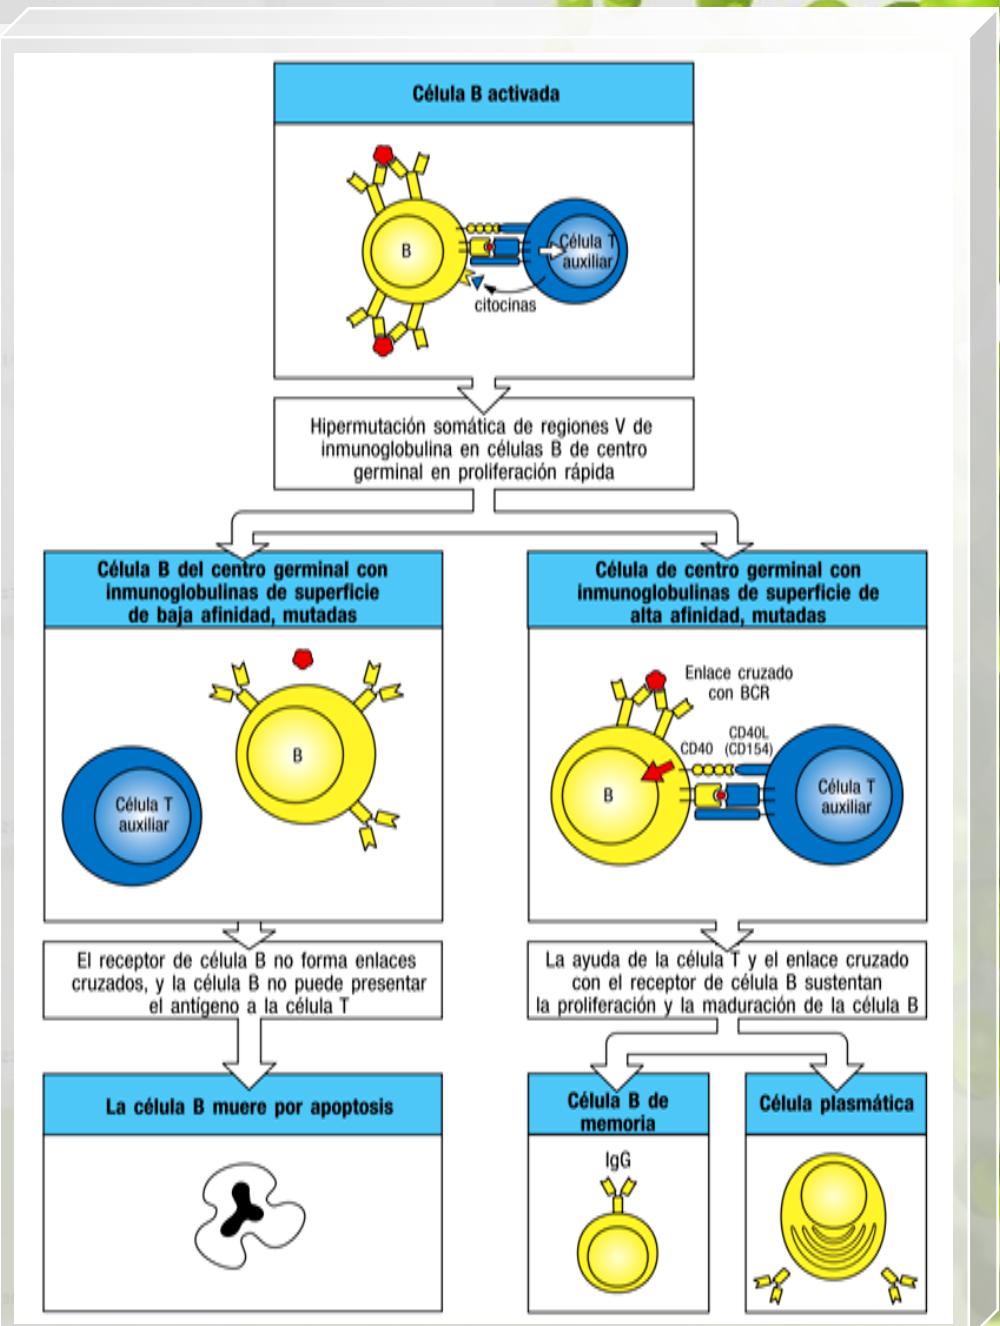 Célula B activada
B
Célula T
auxiliar
citocinas
Hipermutación somática de regiones V de
inmunoglobulina en células B de centro
germinal en proliferación rápida
Célula B del centro germinal con
inmunoglobulinas de superficie
de baja afinidad, mutadas
B
Célula T
auxiliar
El receptor de célula B no forma enlaces
cruzados, y la célula B no puede presentar
el antígeno a la célula T
La célula B muere por apoptosis
Célula de centro germinal con
inmunoglobulinas de superficie de
alta afinidad, mutadas
Enlace cruzado
con BCR
CD40L
CD40 (CD154)
B
Célula T
auxiliar
La ayuda de la célula T y el enlace cruzado
con el receptor de célula B sustentan
la proliferación y la maduración de la célula B
Célula B de
memoria
IgG
Célula plasmática